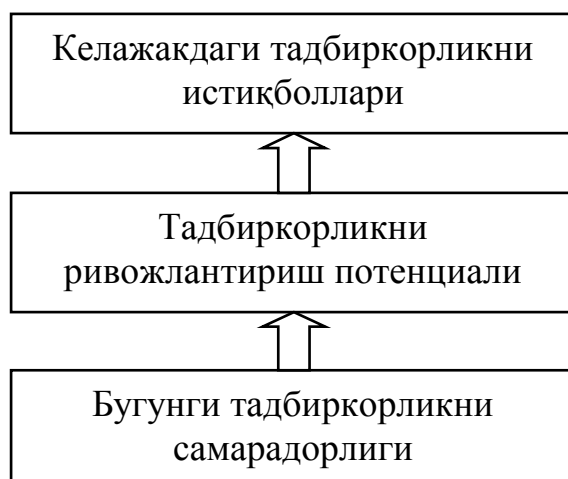 Келажакдаги тадбиркорликни
истиқболлари
Тадбиркорликни
ривожлантириш потенциали
Бугунги тадбиркорликни
самарадорлиги